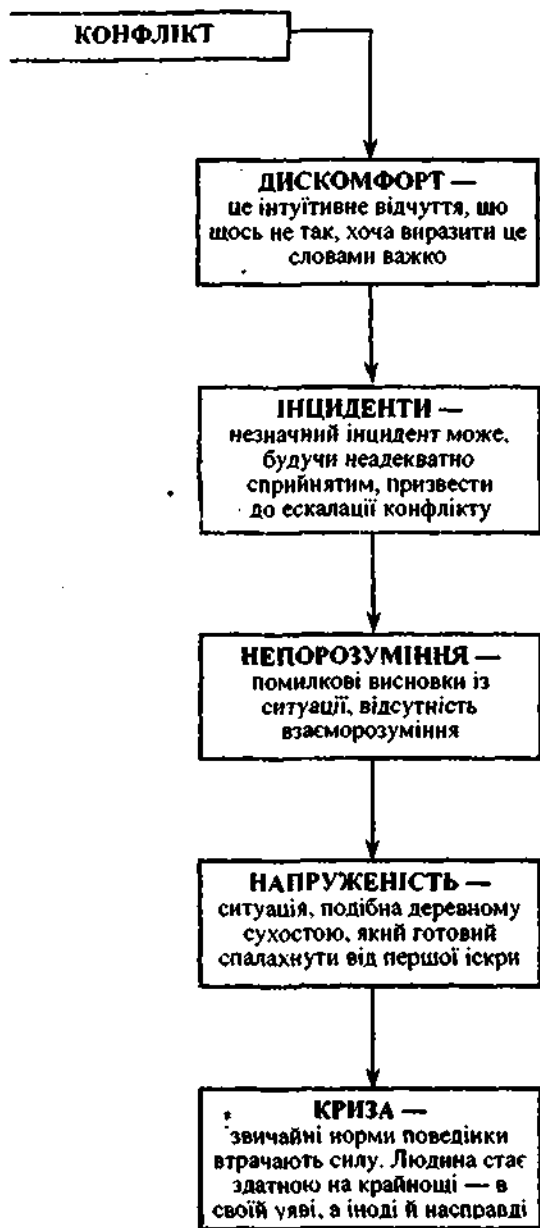 КОНФЛІКТ
ДИСКОМФОРТ —
це інтуїтивне відчуття, що
щось не так, хоча виразити це
словами важко
ІНЦИДЕНТИ —
незначний інцидент може,
будучи неадекватно
сприйнятим, призвести
до ескалації конфлікту
НЕПОРОЗУМІННЯ —
помилкові висновки із
ситуації, відсутність
взаєморозуміння
НАПРУЖЕНІСТЬ —
ситуація, подібна деревному
сухостою, який готовий
спалахнути від першої іскри
КРИЗА —
звичайні норми поведінки
втрачають силу. Людина стає
здатною на крайнощі — в
своїй уяві, а іноді й насправді